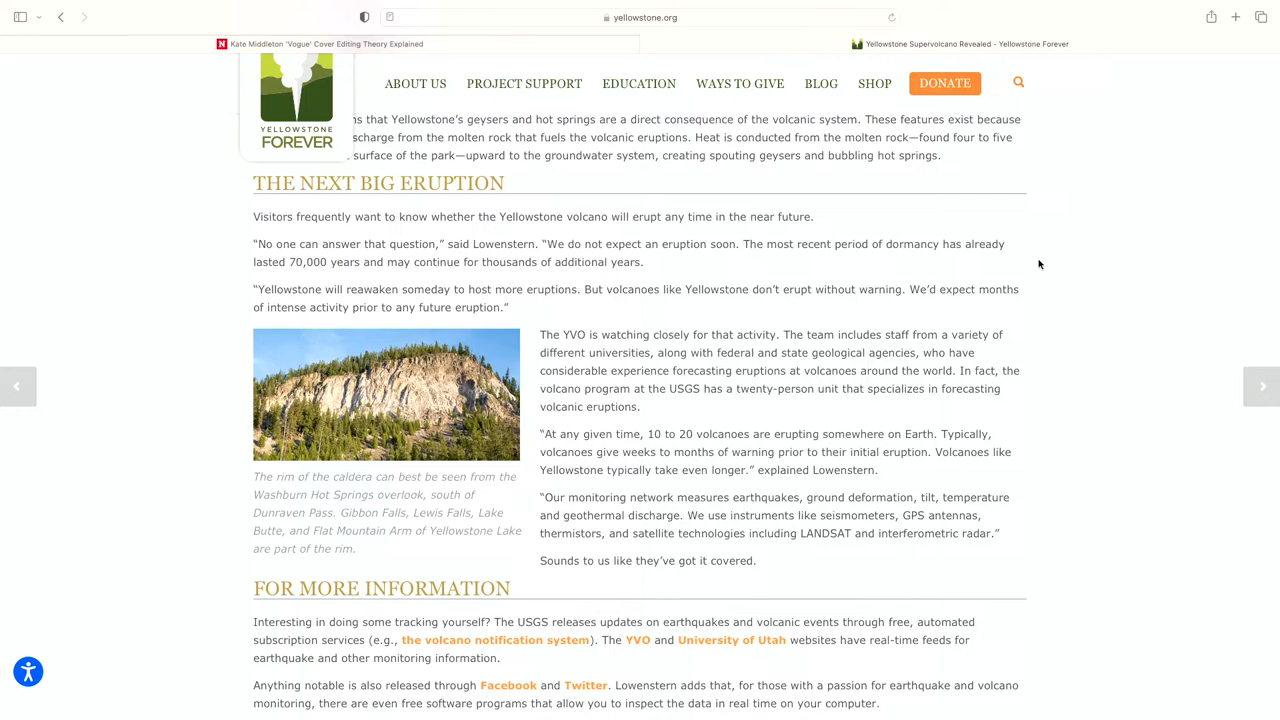 yellowstone.org
Kate Middleton 'Vogue' Cover Editing Theory Explained
Yellowstone Supervolcano Revealed - Yellowstone Forever
YELLOWSTONE
FOREVER
ABOUT US PROJECT SUPPORT EDUCATION WAYS TO GIVE BLOG SHOP DONATE
that Yellowstone’s geysers and hot springs are a direct consequence of the volcanic system. These features exist because
from the molten rock that fuels the volcanic eruptions. Heat is conducted from the molten rock—found four to five
surface of the park—upward to the groundwater system, creating spouting geysers and bubbling hot springs.
THE NEXT BIG ERUPTION
Visitors frequently want to know whether the Yellowstone volcano will erupt any time in the near future.
“No one can answer that question,” said Lowenstern. “We do not expect an eruption soon. The most recent period of dormancy has already
lasted 70,000 years and may continue for thousands of additional years.
“Yellowstone will reawaken someday to host more eruptions. But volcanoes like Yellowstone don’t erupt without warning. We’d expect months
of intense activity prior to any future eruption.”
The YVO is watching closely for that activity. The team includes staff from a variety of
different universities, along with federal and state geological agencies, who have
considerable experience forecasting eruptions at volcanoes around the world. In fact, the
volcano program at the USGS has a twenty-person unit that specializes in forecasting
volcanic eruptions.
“At any given time, 10 to 20 volcanoes are erupting somewhere on Earth. Typically,
volcanoes give weeks to months of warning prior to their initial eruption. Volcanoes like
Yellowstone typically take even longer.” explained Lowenstern.
“Our monitoring network measures earthquakes, ground deformation, tilt, temperature
and geothermal discharge. We use instruments like seismometers, GPS antennas,
thermistors, and satellite technologies including LANDSAT and interferometric radar.”
Sounds to us like they’ve got it covered.
The rim of the caldera can best be seen from the
Washburn Hot Springs overlook, south of
Dunraven Pass. Gibbon Falls, Lewis Falls, Lake
Butte, and Flat Mountain Arm of Yellowstone Lake
are part of the rim.
FOR MORE INFORMATION
Interesting in doing some tracking yourself? The USGS releases updates on earthquakes and volcanic events through free, automated
subscription services (e.g., the volcano notification system). The YVO and University of Utah websites have real-time feeds for
earthquake and other monitoring information.
Anything notable is also released through Facebook and Twitter. Lowenstern adds that, for those with a passion for earthquake and volcano
monitoring, there are even free software programs that allow you to inspect the data in real time on your computer.